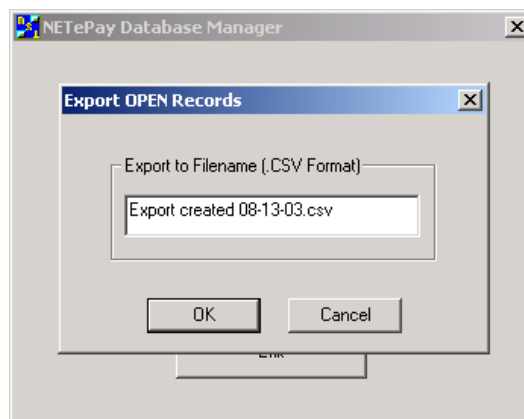 NETePay Database Manager
Export OPEN Records
Export to Filename (.CSV Format)
Export created 08-13-03.csv
OK
Cancel